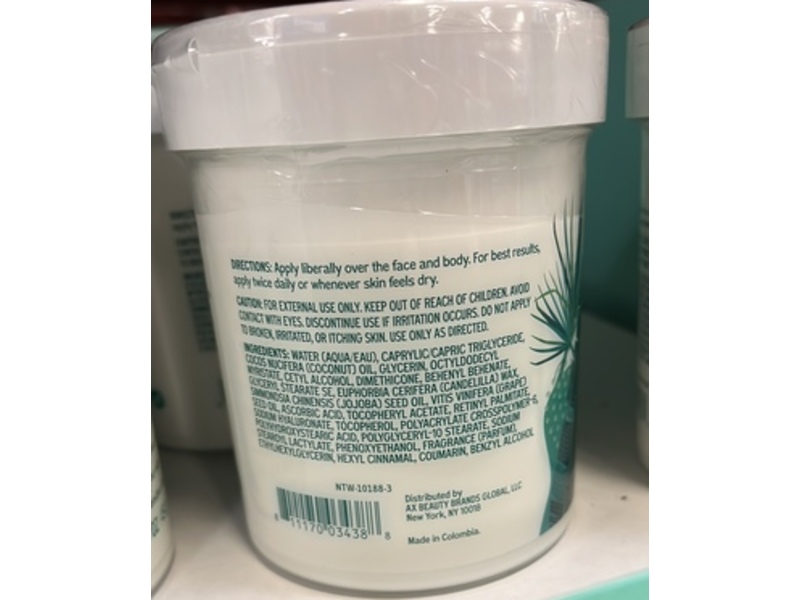 DIRECTIONS: Apply liberally over the face and body. For best results,
apply twice daily or whenever skin feels dry.
CAUTION: FOR EXTERNAL USE ONLY. KEEP OUT OF REACH OF CHILDREN. AVOID
CONTACT WITH EYES. DISCONTINUE USE IF IRRITATION OCCURS. DO NOT APPLY
TO BROKEN, IRRITATED, OR ITCHING SKIN. USE ONLY AS DIRECTED.
INGREDIENTS: WATER (AQUA/EAU), CAPRYLIC/CAPRIC TRIGLYCERIDE,
COCOS NUCIFERA (COCONUT) OIL, GLYCERIN, OCTYLDODECYL
MYRISTATE, CETYL ALCOHOL, DIMETHICONE, BEHENYL BEHENATE,
GLYCERYL STEARATE SE, EUPHORBIA CERIFERA (CANDELILLA) WAX,
SIMMONDSIA CHINENSIS (JOJOBA) SEED OIL, VITIS VINIFERA (GRAPE)
SEED OIL, ASCORBIC ACID, TOCOPHERYL ACETATE, RETINYL PALMITATE,
SODIUM HYALURONATE, TOCOPHEROL, POLYACRYLATE CROSSPOLYMER-6,
POLYHYDROXYSTEARIC ACID, POLYGLYCERYL-10 STEARATE, SODIUM
STEAROYL LACTYLATE, PHENOXYETHANOL, FRAGRANCE (PARFUM),
ETHYLHEXYLGLYCERIN, HEXYL CINNAMAL, COUMARIN, BENZYL ALCOHOL
NTW-10188-3
8 11170 03438 8
Distributed by
AX BEAUTY BRANDS GLOBAL, LLC
New York, NY 10018
Made in Colombia.